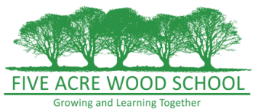 FIVE ACRE WOOD SCHOOL
Growing and Learning Together